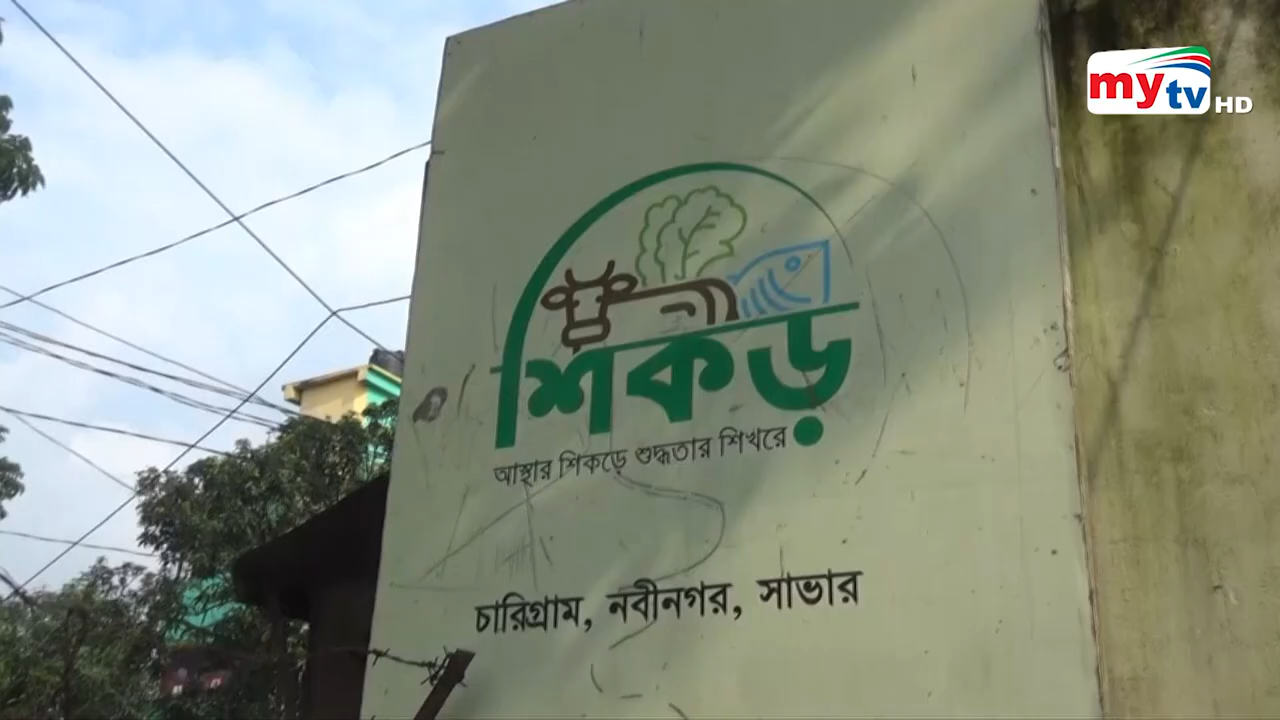 mytv HD
শিকড়
আস্থার শিকড়ে শুদ্ধতার শিখরে
চারিগ্রাম, নবীনগর, সাভার